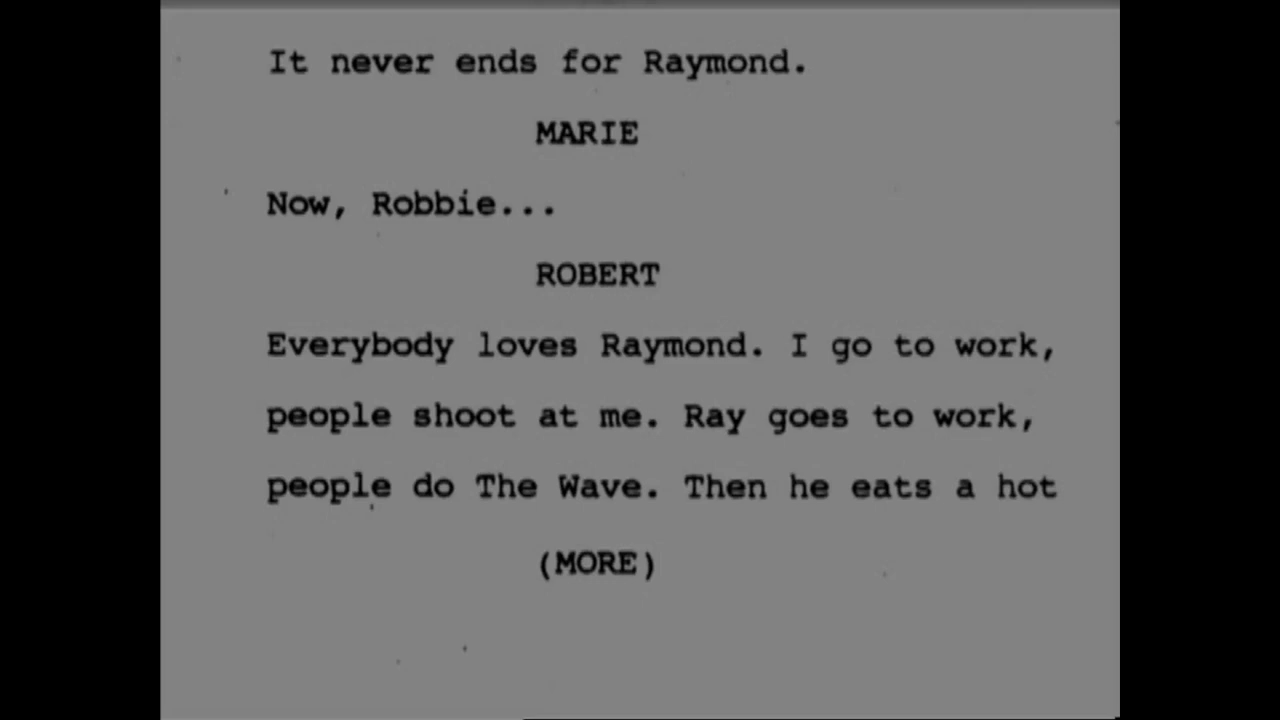 It never ends for Raymond.
MARIE
Now, Robbie...
ROBERT
Everybody loves Raymond. I go to work,
people shoot at me. Ray goes to work,
people do The Wave. Then he eats a hot
(MORE)